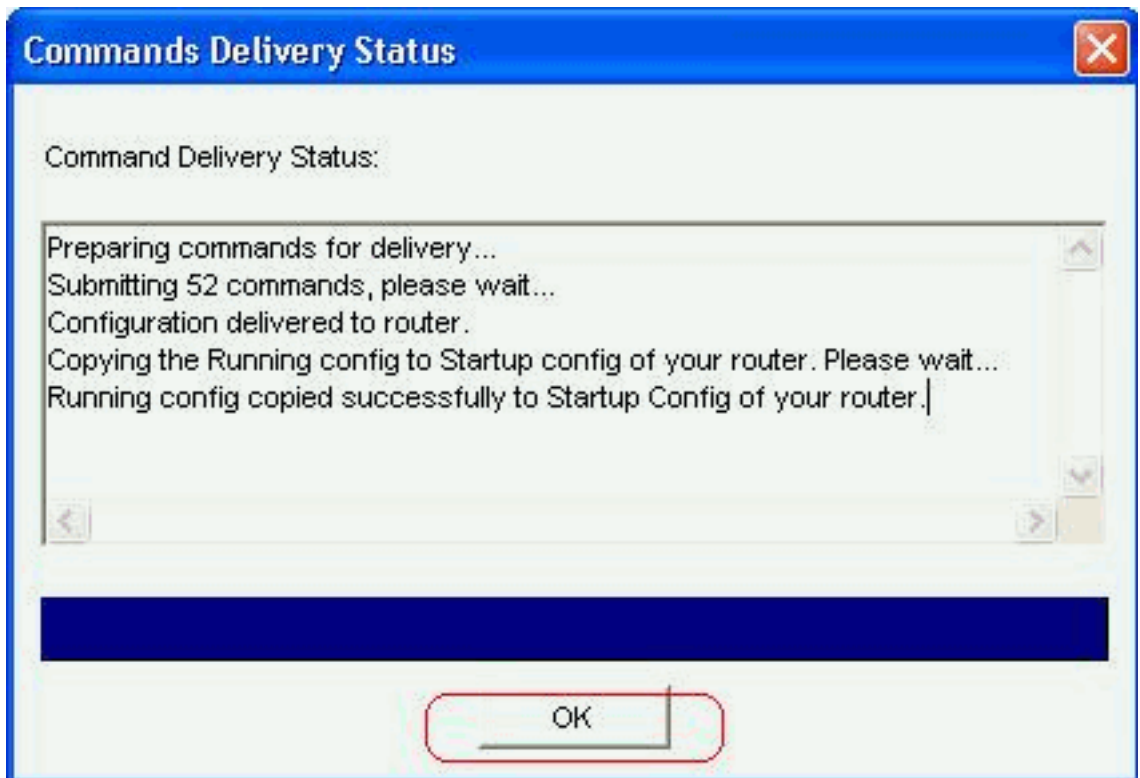 Commands Delivery Status
Command Delivery Status:
Preparing commands for delivery...
Submitting 52 commands, please wait...
Configuration delivered to router.
Copying the Running config to Startup config of your router. Please wait...
Running config copied successfully to Startup Config of your router.
OK